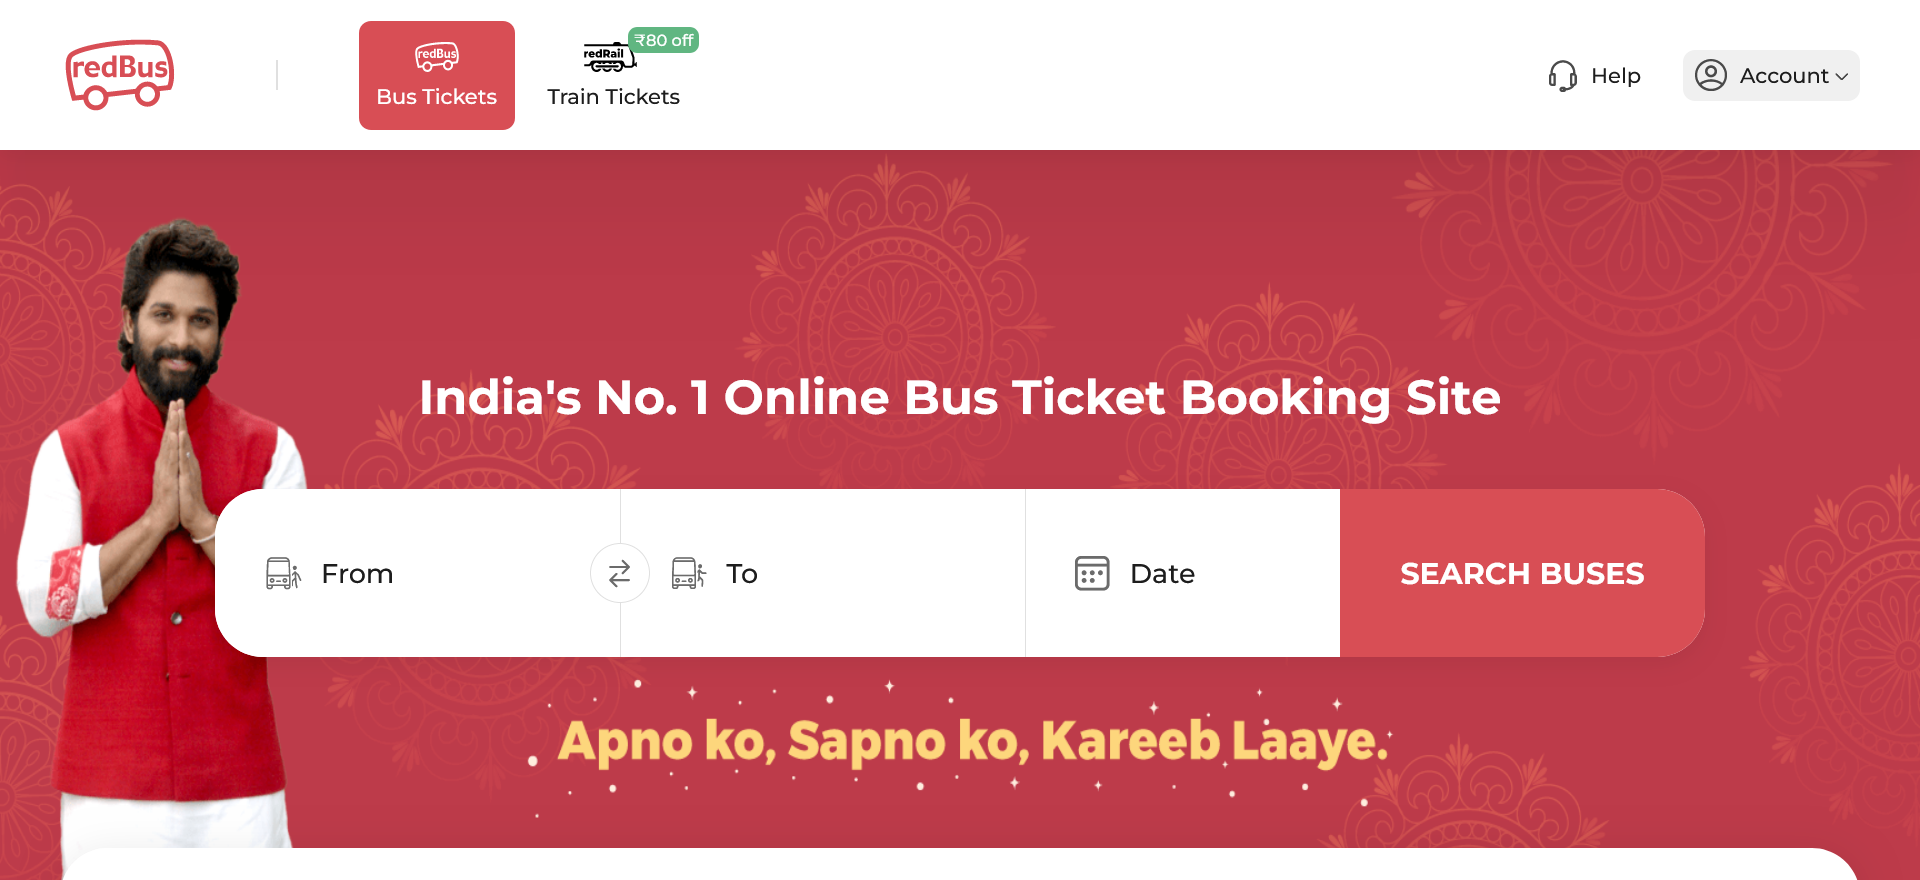 redBus
redBus
Bus Tickets
redRail
₹80 off
Train Tickets
Help
Account
India's No. 1 Online Bus Ticket Booking Site
From
To
Date
SEARCH BUSES
Apno ko, Sapno ko, Kareeb Laaye.